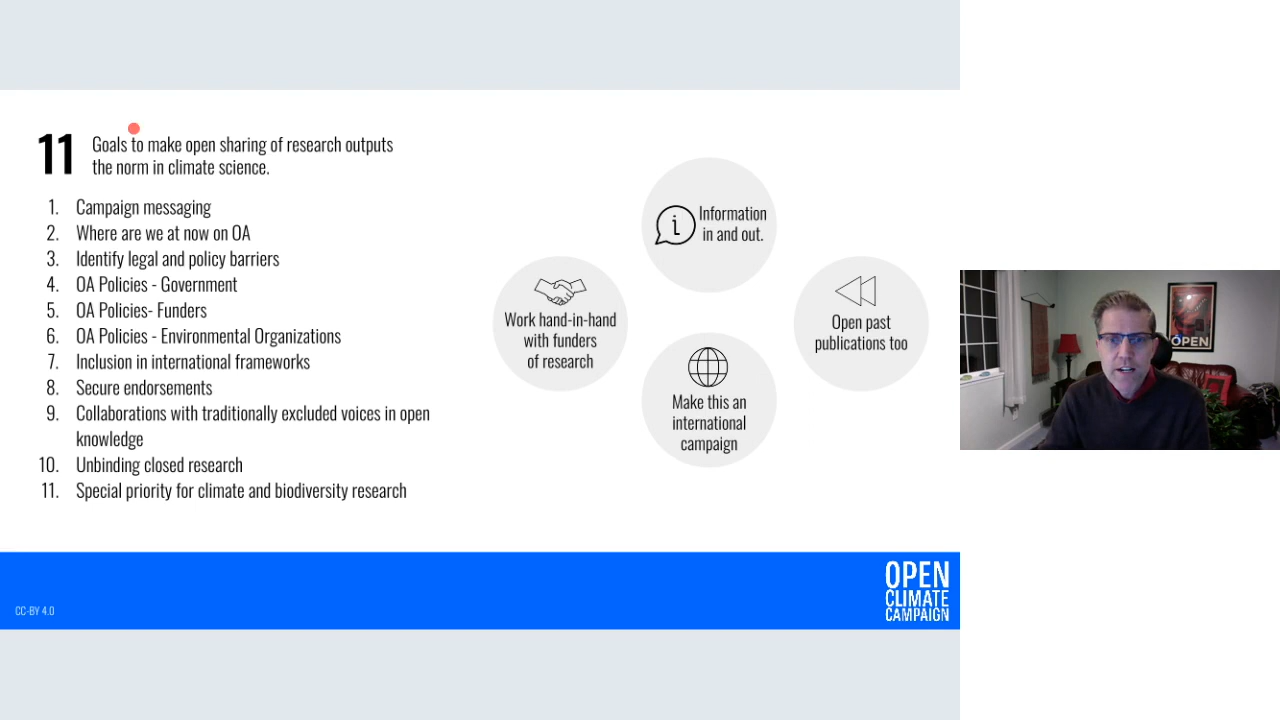 11
Goals to make open sharing of research outputs
the norm in climate science.
1. Campaign messaging
2. Where are we at now on OA
3. Identify legal and policy barriers
4. OA Policies - Government
5. OA Policies- Funders
6. OA Policies - Environmental Organizations
7. Inclusion in international frameworks
8. Secure endorsements
9. Collaborations with traditionally excluded voices in open
knowledge
10. Unbinding closed research
11. Special priority for climate and biodiversity research
Information
in and out.
Work hand-in-hand
with funders
of research
Open past
publications too
Make this an
international
campaign
OPEN
CC-BY 4.0
OPEN
CLIMATE
CAMPAIGN